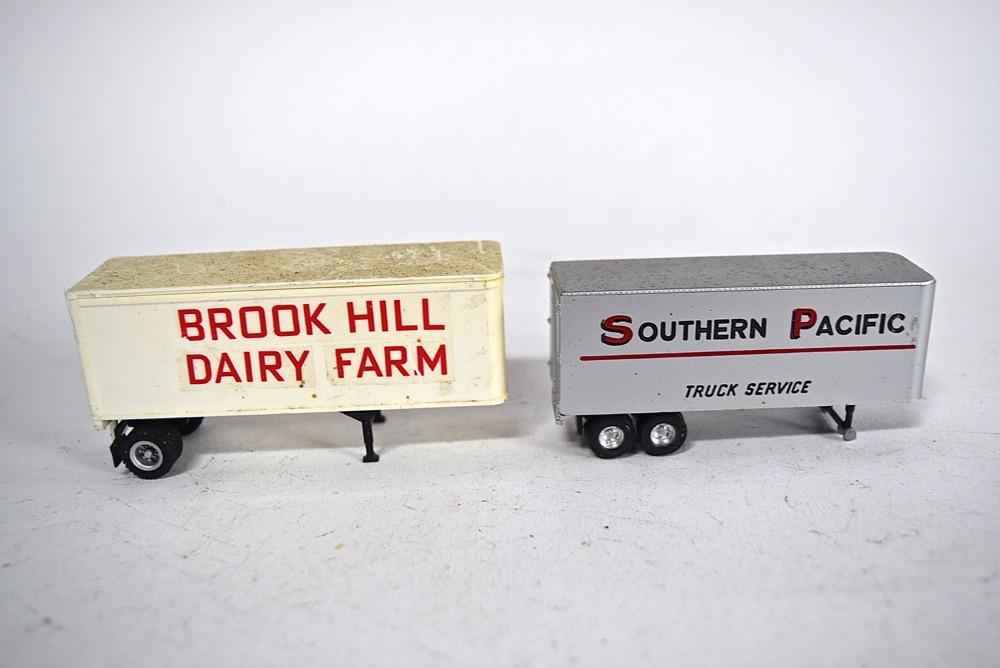 BROOK HILL
DAIRY FARM
SOUTHERN PACIFIC
TRUCK SERVICE